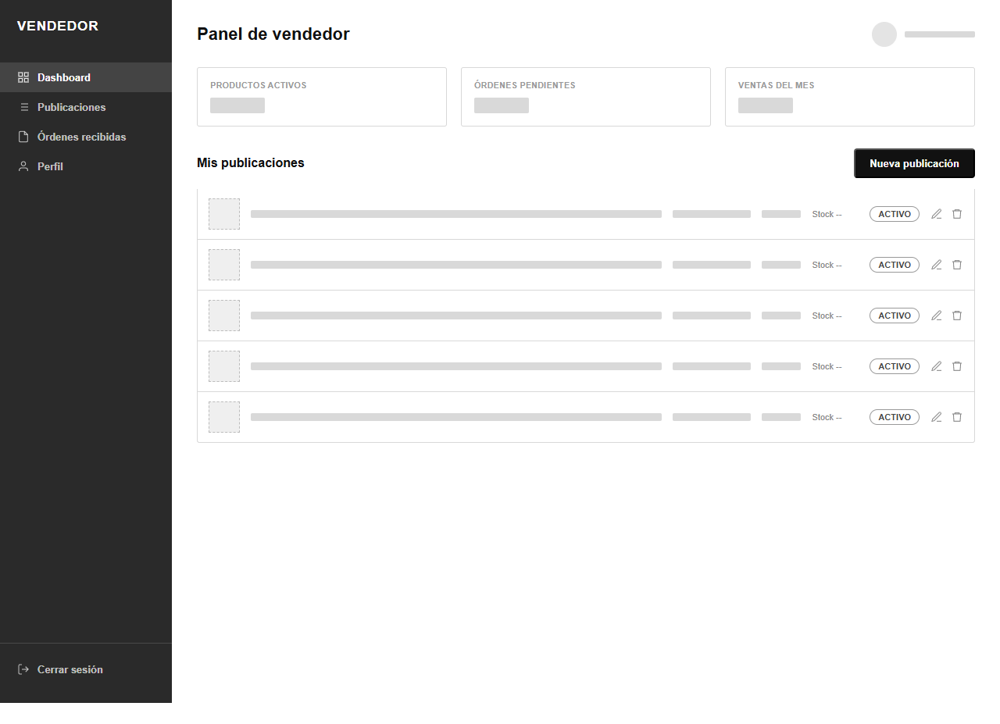 VENDEDOR
Dashboard
Publicaciones
Órdenes recibidas
Perfil
Cerrar sesión
Panel de vendedor
PRODUCTOS ACTIVOS
ÓRDENES PENDIENTES
VENTAS DEL MES
Mis publicaciones
Nueva publicación
Stock -- ACTIVO
Stock -- ACTIVO
Stock -- ACTIVO
Stock -- ACTIVO
Stock -- ACTIVO